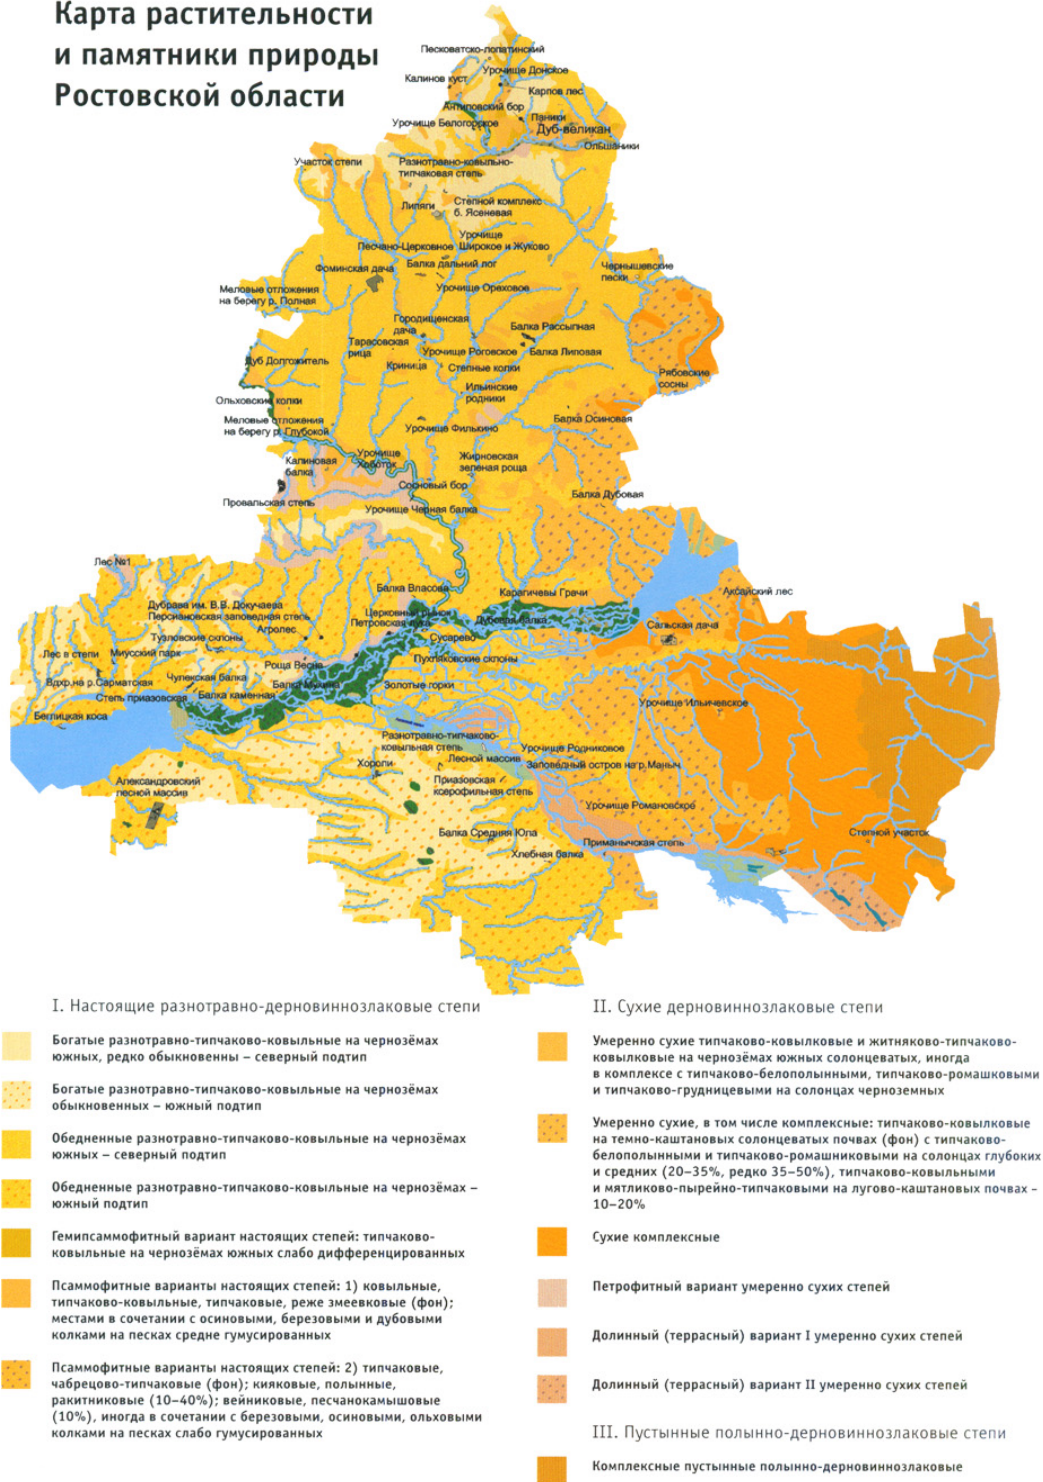 Карта растительности
и памятники природы
Ростовской области
Песковатско-лопатинский
Урочище Донское
Калинов куст
Карпов лес
Антиповский бор
Паники
Урочище Белогорское
Дуб-великан
Ольшаники
Участок степи
Разнотравно-ковыльно-
типчаковая степь
Липяги
Степной комплекс
б. Ясеневая
Урочище
Песчано-Церковное
Широкое и Жуково
Фоминская дача
Балка дальний лог
Чернышевские
пески
Меловые отложения
на берегу р. Полная
Урочище Ореховое
Городищенская
дача
Балка Рассыпная
Тарасовская
рица
Урочище Роговское
Балка Липовая
Дуб Долгожитель
Криница
Степные колки
Рябовские
сосны
Ильинские
родники
Ольховские колки
Меловые отложения
на берегу р. Глубокой
Урочище Филькино
Балка Осиновая
Урочище
Хоботок
Калиновая
балка
Жирновская
зеленая роща
Сосновый бор
Балка Дубовая
Провальская степь
Урочище Черная балка
Лес №1
Балка Власова
Карагичевы Грачи
Аксайский лес
Дубрава им. В.В. Докучаева
Персиановская заповедная степь
Церковный рынок
Петровская лука
Дубовая балка
Сальская дача
Агролес
Тузловские склоны
Сусарево
Лес в степи
Миусский парк
Роща Весна
Пухляковские склоны
Вдхр.на р.Сарматская
Чулекская балка
Балка Мухина
Золотые горки
Степь приазовская
Балка каменная
Урочище Ильичевское
Беглицкая коса
Разнотравно-типчаково-
ковыльная степь
Урочище Родниковое
Хороли
Лесной массив
Заповедный остров на р.Маныч
Александровский
лесной массив
Приазовская
ксерофильная степь
Урочище Романовское
Балка Средняя Юла
Степной участок
Приманычская степь
Хлебная балка
I. Настоящие разнотравно-дерновиннозлаковые степи
Богатые разнотравно-типчаково-ковыльные на чернозёмах
южных, редко обыкновенны – северный подтип
Богатые разнотравно-типчаково-ковыльные на чернозёмах
обыкновенных – южный подтип
Обедненные разнотравно-типчаково-ковыльные на чернозёмах
южных – северный подтип
Обедненные разнотравно-типчаково-ковыльные на чернозёмах –
южный подтип
Гемипсаммофитный вариант настоящих степей: типчаково-
ковыльные на чернозёмах южных слабо дифференцированных
Псаммофитные варианты настоящих степей: 1) ковыльные,
типчаково-ковыльные, типчаковые, реже змеевковые (фон);
местами в сочетании с осиновыми, березовыми и дубовыми
колками на песках средне гумусированных
Псаммофитные варианты настоящих степей: 2) типчаковые,
чабрецово-типчаковые (фон); кияковые, полынные,
ракитниковые (10–40%); вейниковые, песчанокамышовые
(10%), иногда в сочетании с березовыми, осиновыми, ольховыми
колками на песках слабо гумусированных
II. Сухие дерновиннозлаковые степи
Умеренно сухие типчаково-ковылковые и житняково-типчаково-
ковылковые на чернозёмах южных солонцеватых, иногда
в комплексе с типчаково-белополынными, типчаково-ромашковыми
и типчаково-грудницевыми на солонцах черноземных
Умеренно сухие, в том числе комплексные: типчаково-ковылковые
на темно-каштановых солонцеватых почвах (фон) с типчаково-
белополынными и типчаково-ромашниковыми на солонцах глубоких
и средних (20–35%, редко 35–50%), типчаково-ковыльными
и мятликово-пырейно-типчаковыми на лугово-каштановых почвах –
10–20%
Сухие комплексные
Петрофитный вариант умеренно сухих степей
Долинный (террасный) вариант I умеренно сухих степей
Долинный (террасный) вариант II умеренно сухих степей
III. Пустынные полынно-дерновиннозлаковые степи
Комплексные пустынные полынно-дерновиннозлаковые